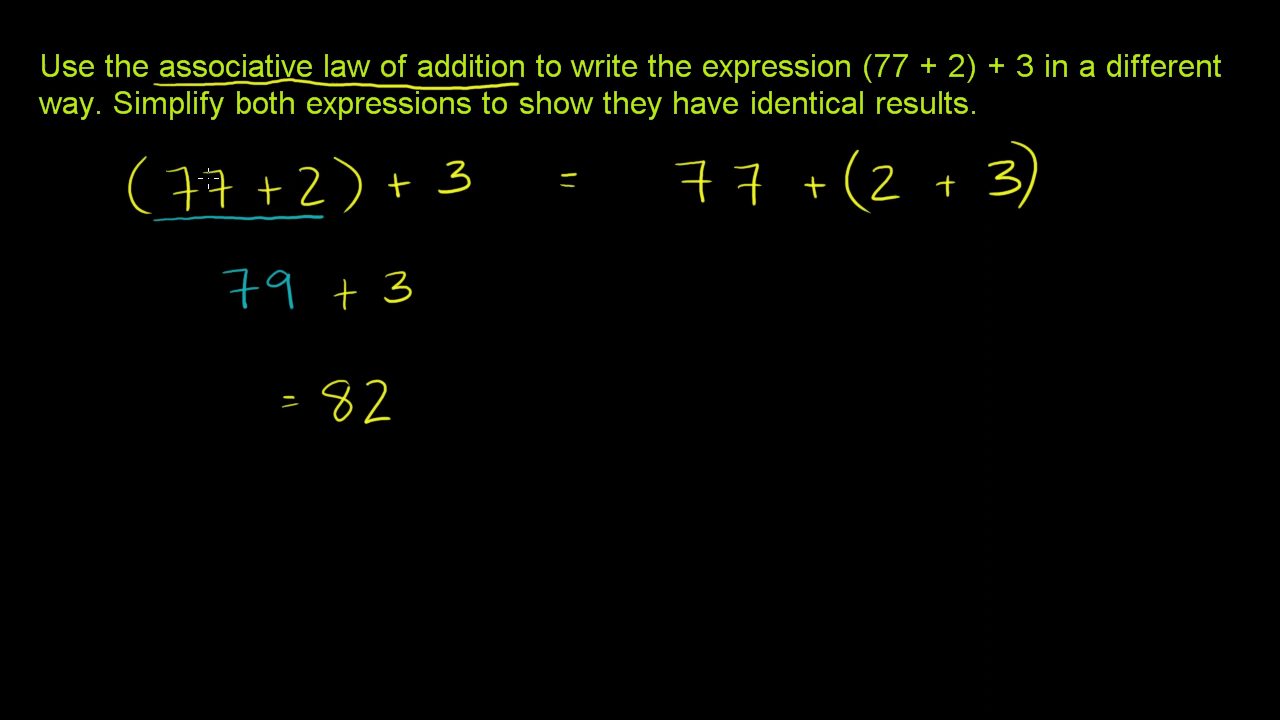 Use the associative law of addition to write the expression (77 + 2) + 3 in a different
way. Simplify both expressions to show they have identical results.
(77 + 2) + 3 = 77 + (2 + 3)
79 + 3
= 82